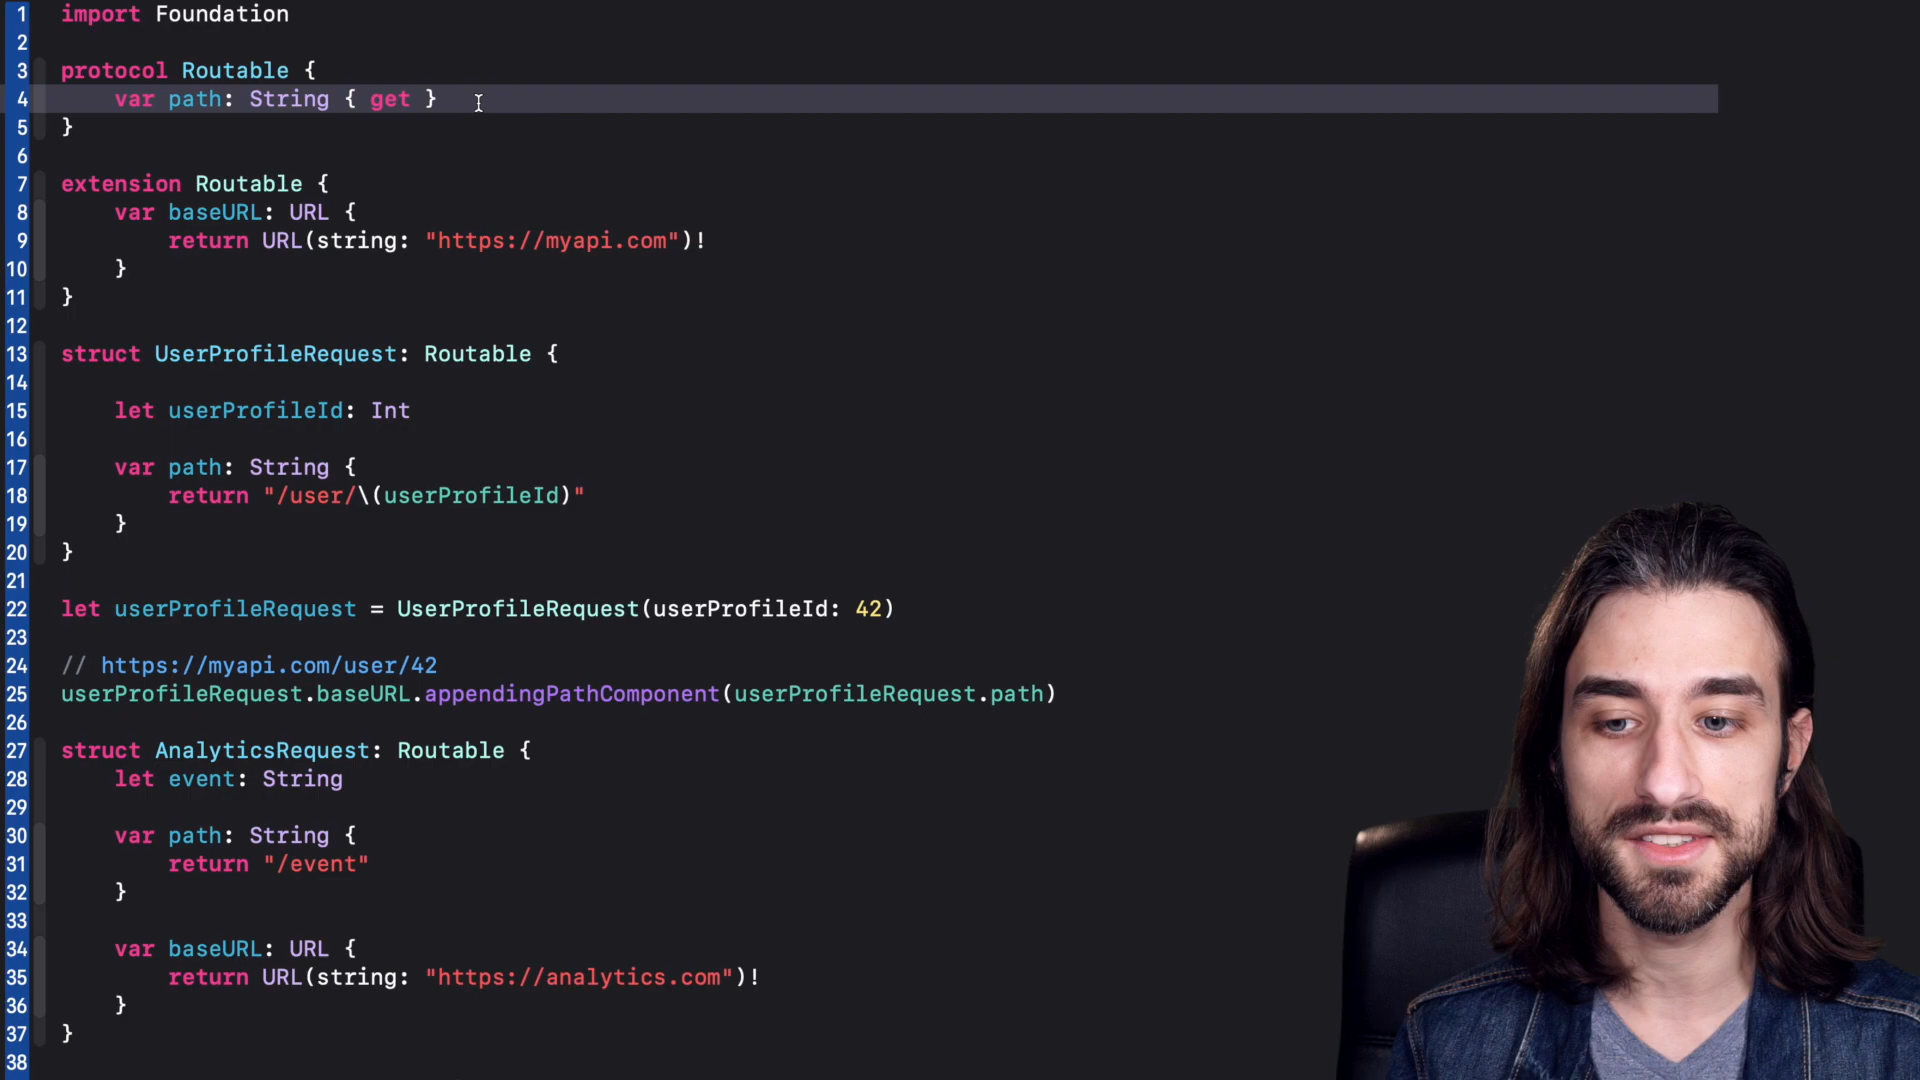 1 import Foundation
2
3 protocol Routable {
4     var path: String { get }
5 }
6
7 extension Routable {
8     var baseURL: URL {
9         return URL(string: "https://myapi.com")!
10     }
11 }
12
13 struct UserProfileRequest: Routable {
14
15     let userProfileId: Int
16
17     var path: String {
18         return "/user/\(userProfileId)"
19     }
20 }
21
22 let userProfileRequest = UserProfileRequest(userProfileId: 42)
23
24 // https://myapi.com/user/42
25 userProfileRequest.baseURL.appendingPathComponent(userProfileRequest.path)
26
27 struct AnalyticsRequest: Routable {
28     let event: String
29
30     var path: String {
31         return "/event"
32     }
33
34     var baseURL: URL {
35         return URL(string: "https://analytics.com")!
36     }
37 }
38